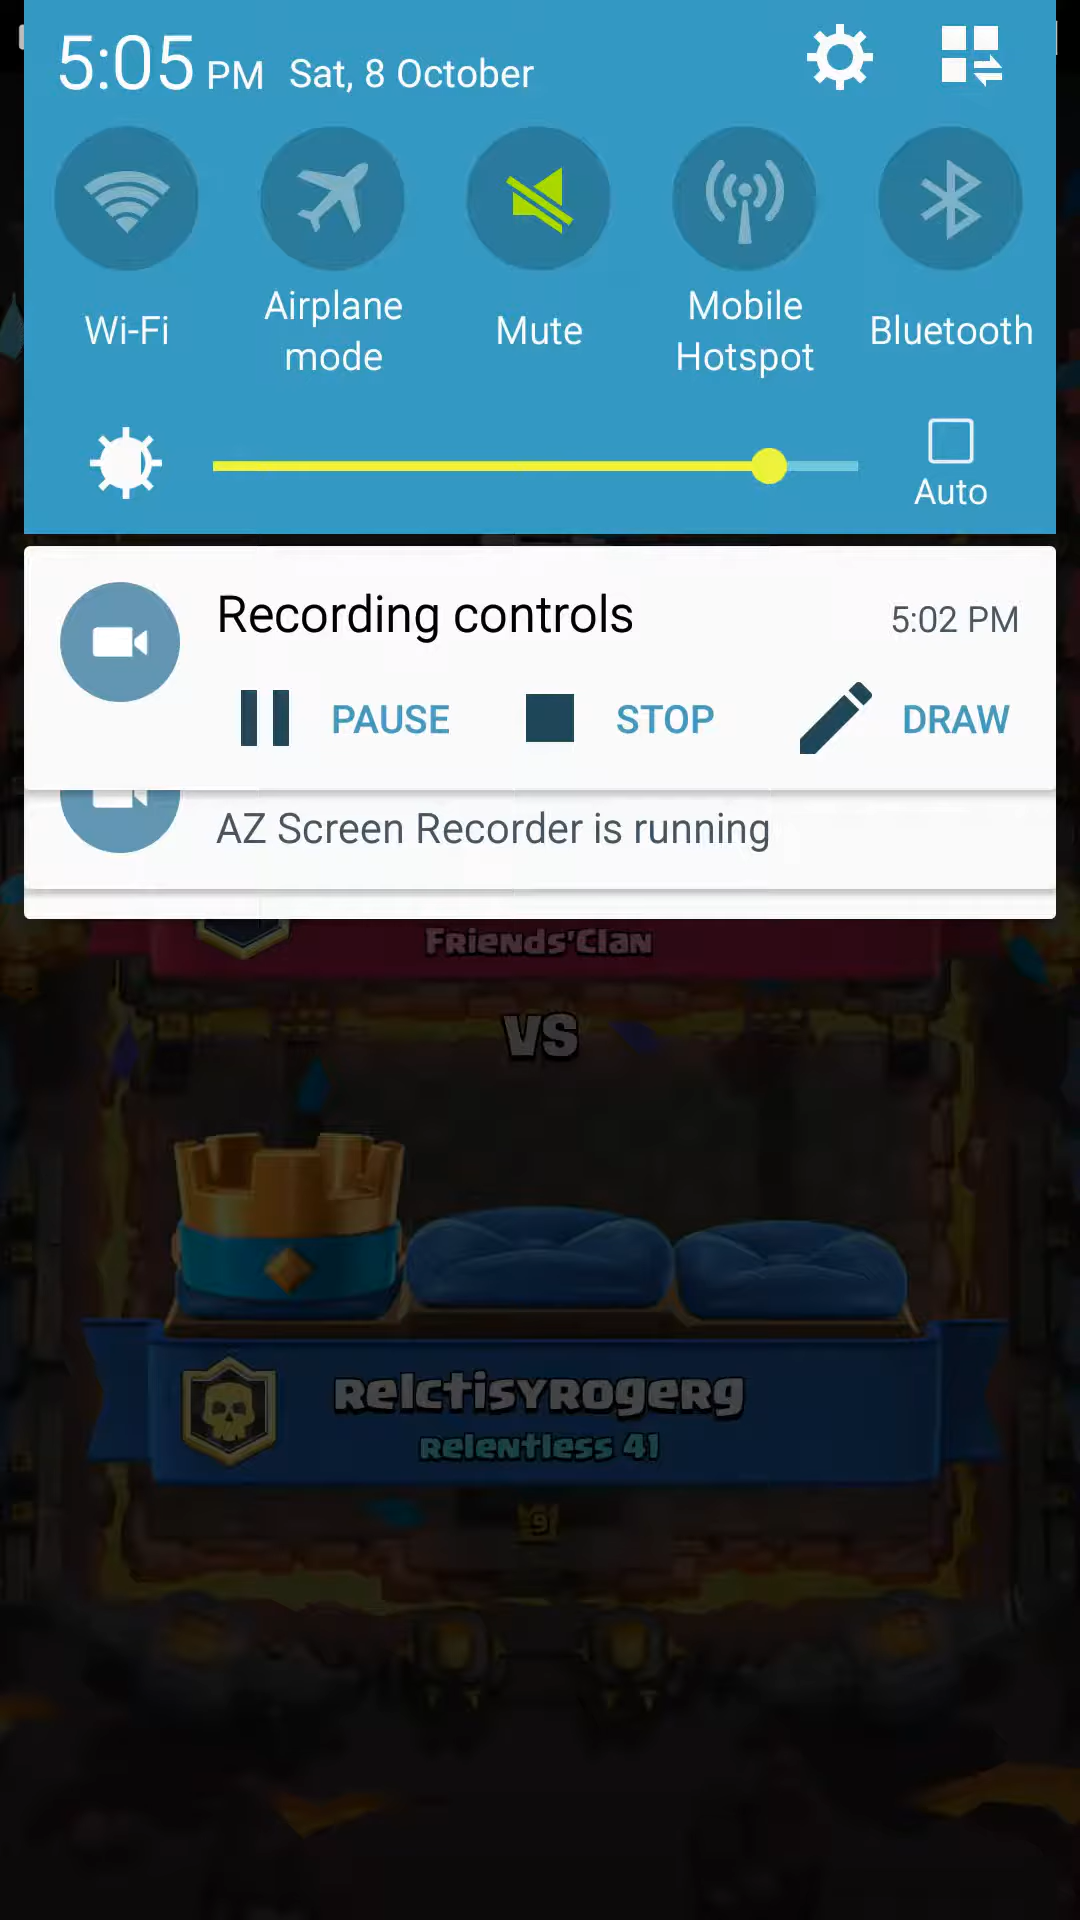 5:05 PM Sat, 8 October
Wi-Fi
Airplane mode
Mute
Mobile Hotspot
Bluetooth
Auto
Recording controls 5:02 PM
PAUSE STOP DRAW
AZ Screen Recorder is running
Friends'Clan
VS
RelctisyRogerg
Relentless 41
9